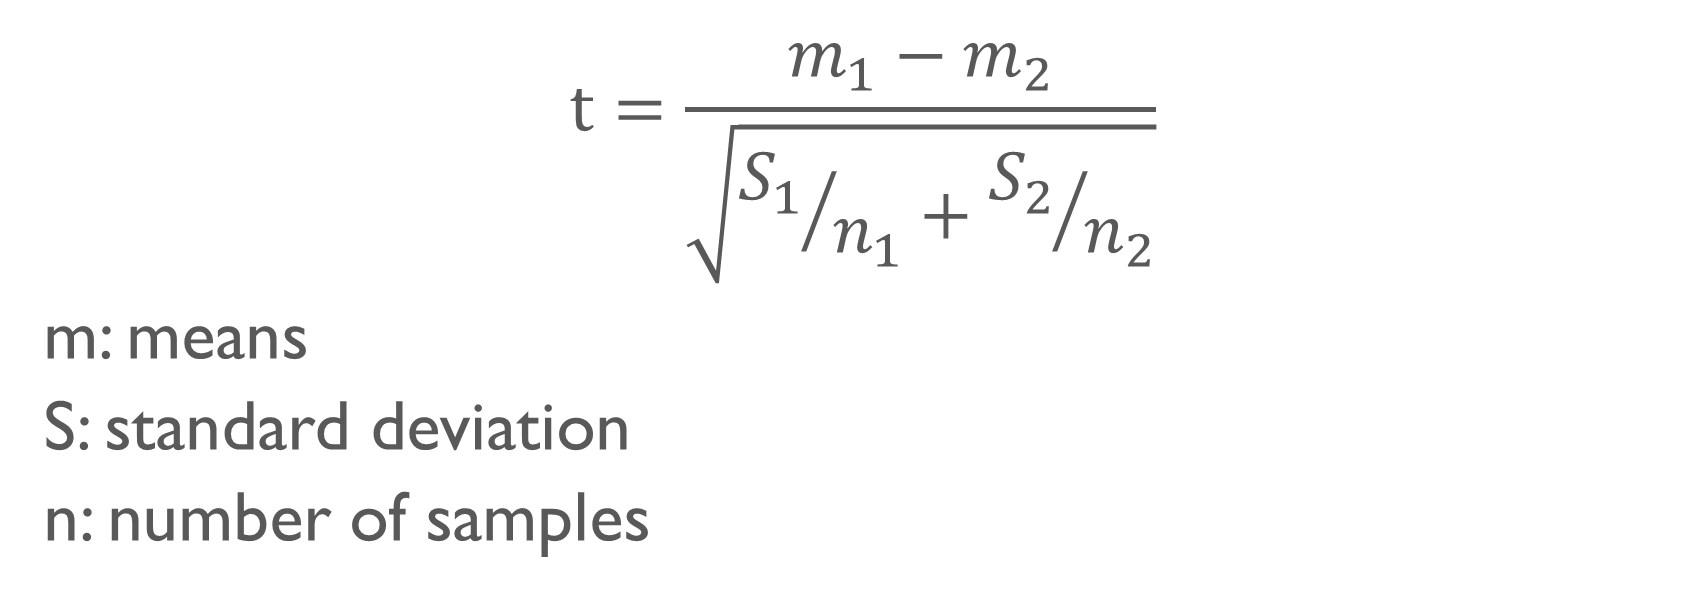 t = m₁ − m₂ / √(S₁/n₁ + S₂/n₂)
m: means
S: standard deviation
n: number of samples